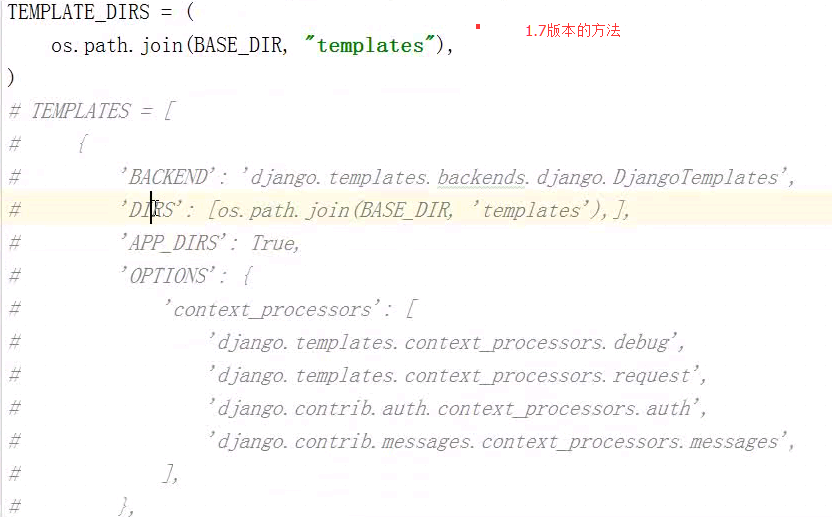 TEMPLATE_DIRS = (
    os.path.join(BASE_DIR, "templates"),
1.7版本的方法
)
# TEMPLATES = [
#     {
#         'BACKEND': 'django.templates.backends.django.DjangoTemplates',
#         'DIRS': [os.path.join(BASE_DIR, 'templates'),],
#         'APP_DIRS': True,
#         'OPTIONS': {
#             'context_processors': [
#                 'django.templates.context_processors.debug',
#                 'django.templates.context_processors.request',
#                 'django.contrib.auth.context_processors.auth',
#                 'django.contrib.messages.context_processors.messages',
#             ],
#         },